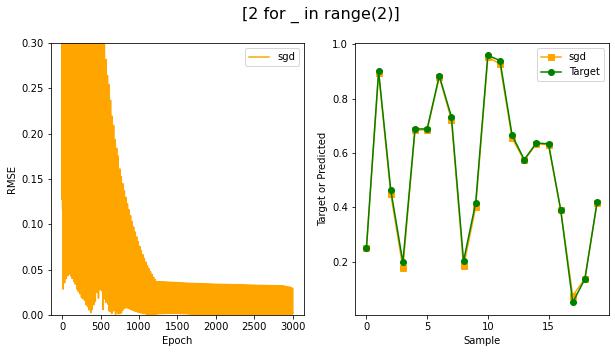 [2 for _ in range(2)]
sgd
0.30
0.25
0.20
0.15
0.10
0.05
0.00
RMSE
0 500 1000 1500 2000 2500 3000
Epoch
sgd
Target
1.0
0.8
0.6
0.4
0.2
Target or Predicted
0 5 10 15
Sample